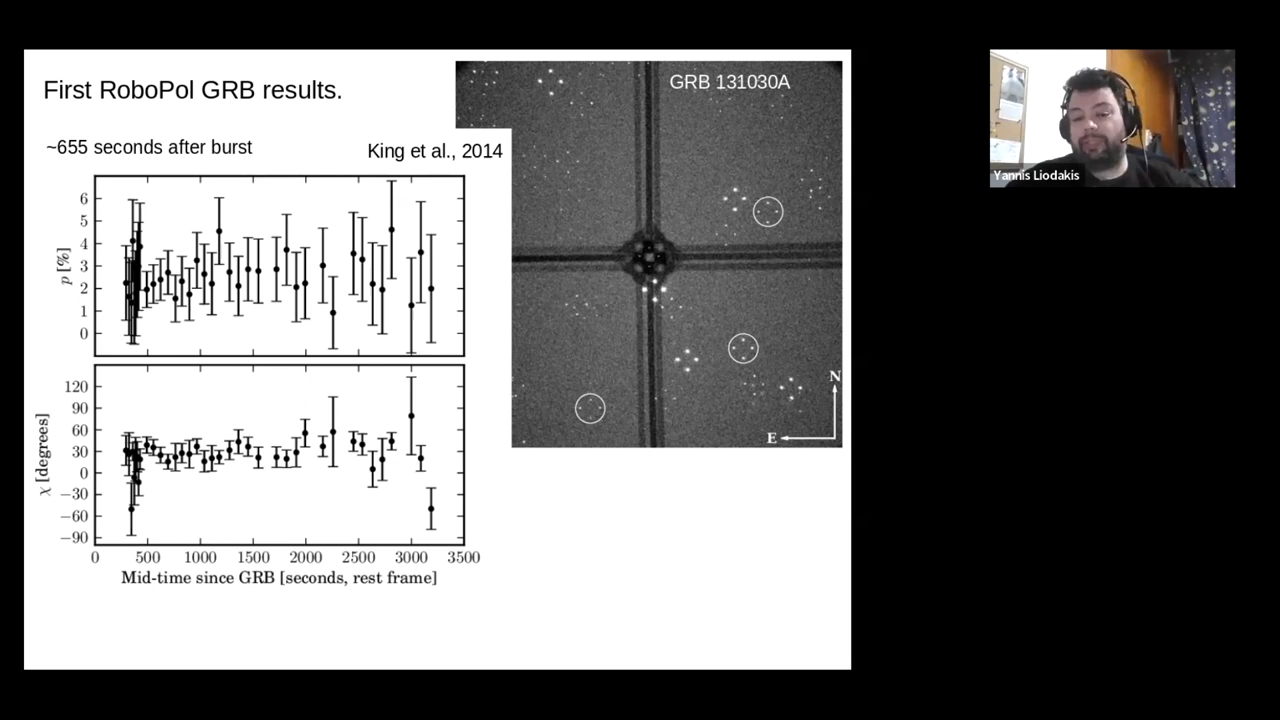 First RoboPol GRB results.
GRB 131030A
~655 seconds after burst
King et al., 2014
p [%]
6
5
4
3
2
1
0
χ [degrees]
120
90
60
30
0
−30
−60
−90
0 500 1000 1500 2000 2500 3000 3500
Mid-time since GRB [seconds, rest frame]
N
E
Yannis Liodakis